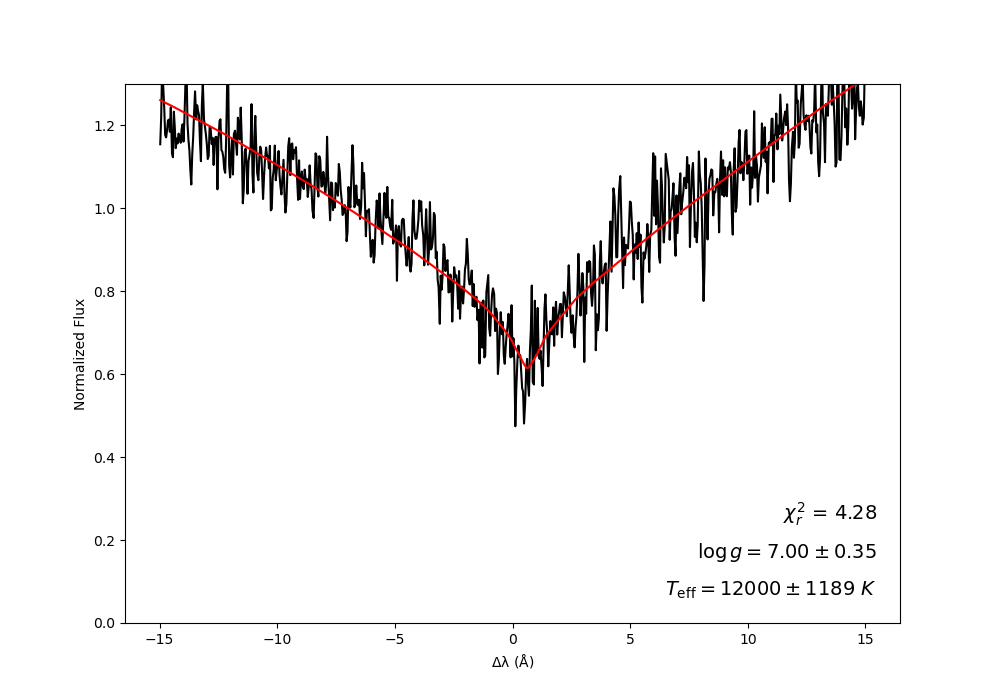 1.2
1.0
0.8
0.6
0.4
0.2
0.0
Normalized Flux
χ²ᵣ = 4.28
log g = 7.00 ± 0.35
T_eff = 12000 ± 1189 K
−15 −10 −5 0 5 10 15
Δλ (Å)